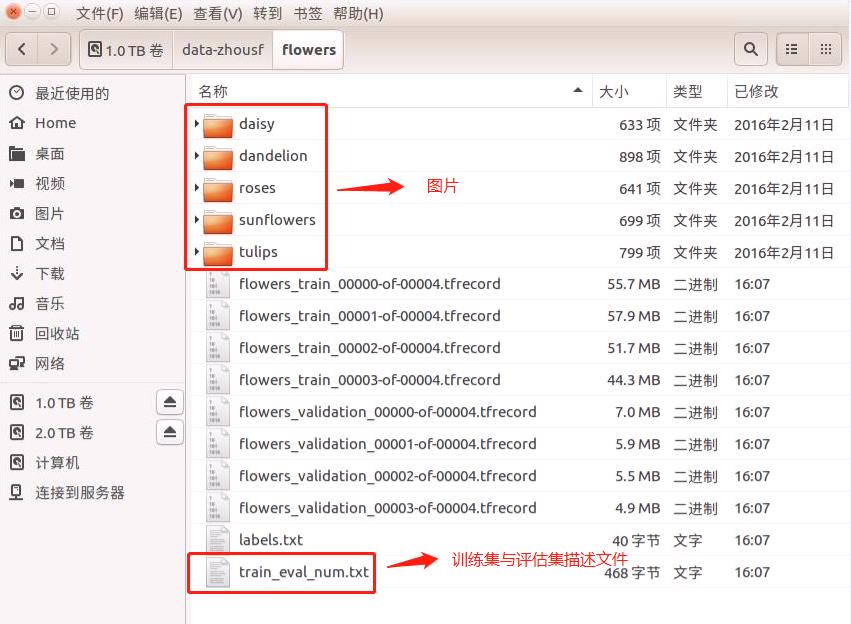 文件(F) 编辑(E) 查看(V) 转到 书签 帮助(H)
1.0 TB 卷 data-zhousf flowers
名称 大小 类型 已修改
最近使用的
Home
桌面
视频
图片
文档
下载
音乐
回收站
网络
1.0 TB 卷
2.0 TB 卷
计算机
连接到服务器
daisy 633 项 文件夹 2016年2月11日
dandelion 898 项 文件夹 2016年2月11日
roses 641 项 文件夹 2016年2月11日
图片
sunflowers 699 项 文件夹 2016年2月11日
tulips 799 项 文件夹 2016年2月11日
flowers_train_00000-of-00004.tfrecord 55.7 MB 二进制 16:07
flowers_train_00001-of-00004.tfrecord 57.9 MB 二进制 16:07
flowers_train_00002-of-00004.tfrecord 51.7 MB 二进制 16:07
flowers_train_00003-of-00004.tfrecord 44.3 MB 二进制 16:07
flowers_validation_00000-of-00004.tfrecord 7.0 MB 二进制 16:07
flowers_validation_00001-of-00004.tfrecord 5.9 MB 二进制 16:07
flowers_validation_00002-of-00004.tfrecord 5.5 MB 二进制 16:07
flowers_validation_00003-of-00004.tfrecord 4.9 MB 二进制 16:07
labels.txt 40 字节 文字 16:07
训练集与评估集描述文件
train_eval_num.txt 468 字节 文字 16:07